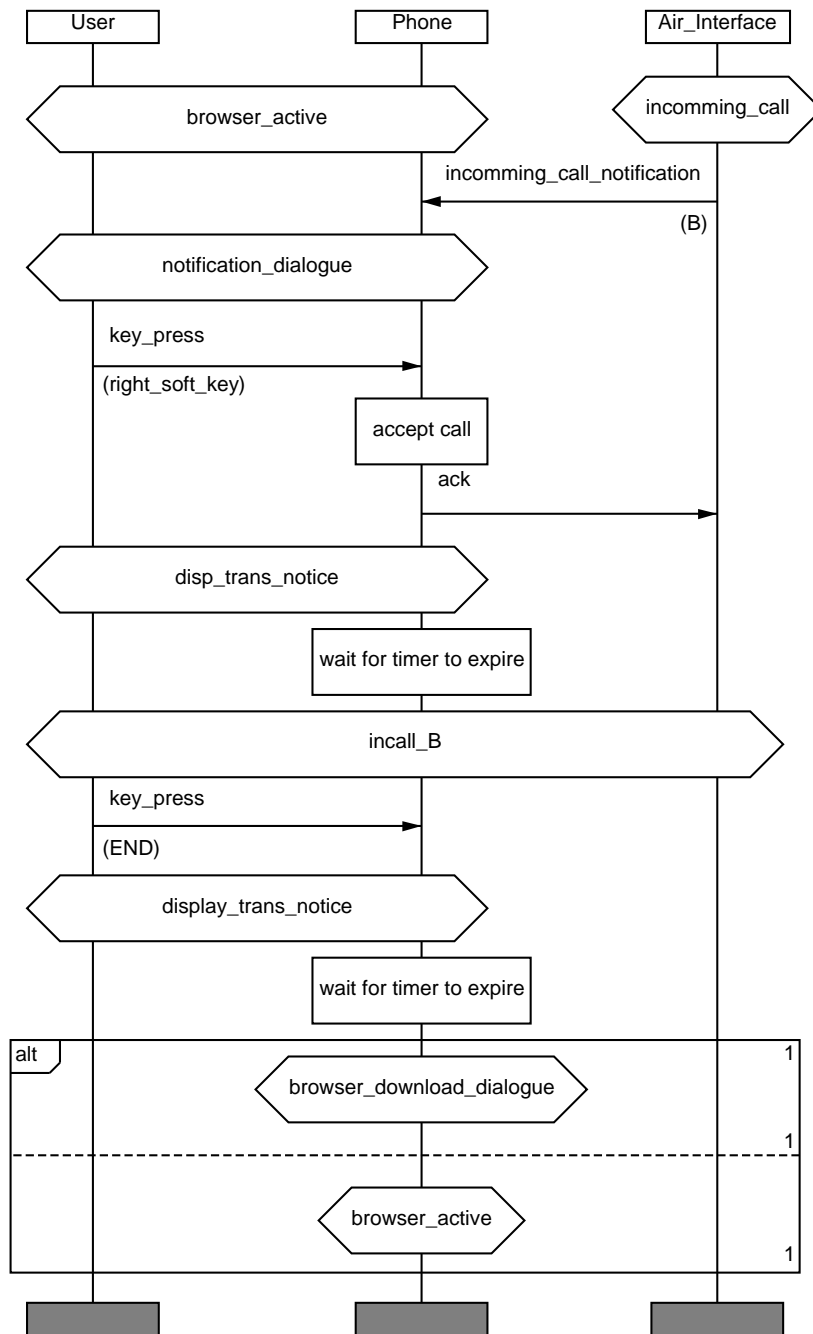 User
Phone
Air_Interface
browser_active
incomming_call
incomming_call_notification
(B)
notification_dialogue
key_press
(right_soft_key)
accept call
ack
disp_trans_notice
wait for timer to expire
incall_B
key_press
(END)
display_trans_notice
wait for timer to expire
alt
1
browser_download_dialogue
1
browser_active
1